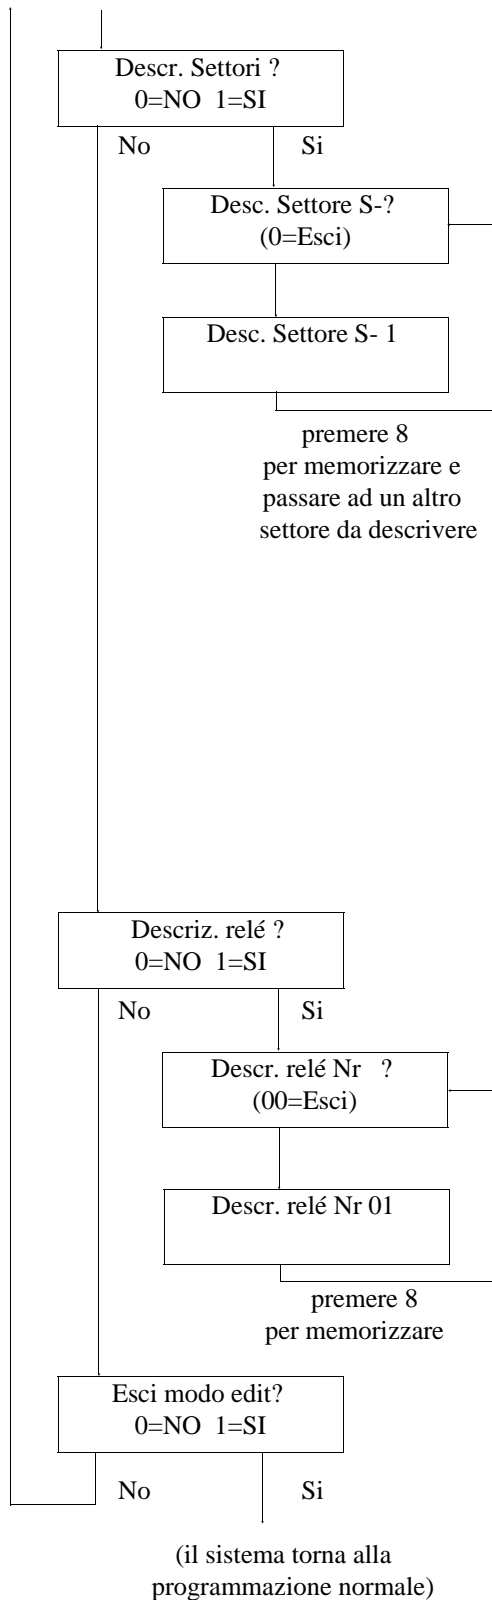 Descr. Settori ?
0=NO 1=SI
No Si
Desc. Settore S-?
(0=Esci)
Desc. Settore S- 1
premere 8
per memorizzare e
passare ad un altro
settore da descrivere
Descriz. relé ?
0=NO 1=SI
No Si
Descr. relé Nr ?
(00=Esci)
Descr. relé Nr 01
premere 8
per memorizzare
Esci modo edit?
0=NO 1=SI
No Si
(il sistema torna alla
programmazione normale)